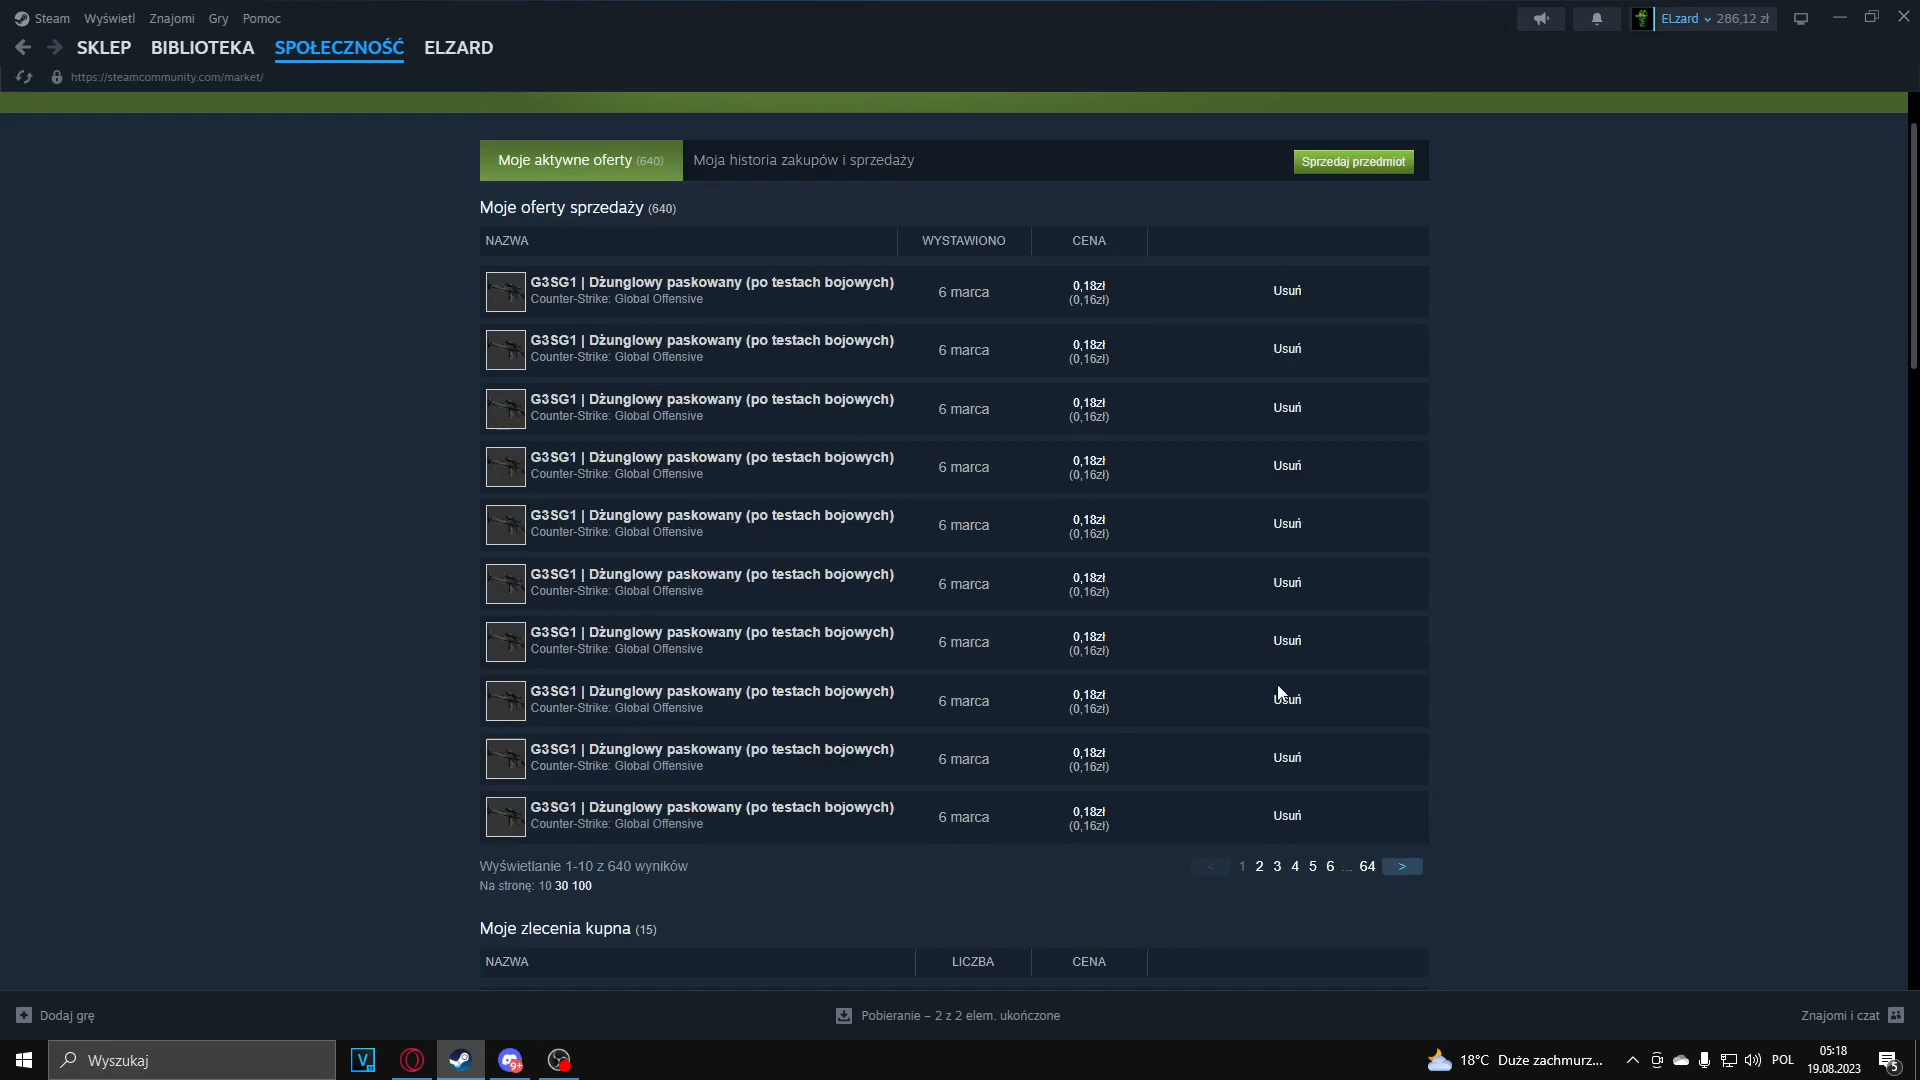 Steam Wyświetl Znajomi Gry Pomoc
ELzard 286,12 zł
SKLEP BIBLIOTEKA SPOŁECZNOŚĆ ELZARD
https://steamcommunity.com/market/
Moje aktywne oferty (640) Moja historia zakupów i sprzedaży Sprzedaj przedmiot
Moje oferty sprzedaży (640)
NAZWA WYSTAWIONO CENA
G3SG1 | Dżunglowy paskowany (po testach bojowych) 6 marca 0,18zł Usuń
Counter-Strike: Global Offensive (0,16zł)
G3SG1 | Dżunglowy paskowany (po testach bojowych) 6 marca 0,18zł Usuń
Counter-Strike: Global Offensive (0,16zł)
G3SG1 | Dżunglowy paskowany (po testach bojowych) 6 marca 0,18zł Usuń
Counter-Strike: Global Offensive (0,16zł)
G3SG1 | Dżunglowy paskowany (po testach bojowych) 6 marca 0,18zł Usuń
Counter-Strike: Global Offensive (0,16zł)
G3SG1 | Dżunglowy paskowany (po testach bojowych) 6 marca 0,18zł Usuń
Counter-Strike: Global Offensive (0,16zł)
G3SG1 | Dżunglowy paskowany (po testach bojowych) 6 marca 0,18zł Usuń
Counter-Strike: Global Offensive (0,16zł)
G3SG1 | Dżunglowy paskowany (po testach bojowych) 6 marca 0,18zł Usuń
Counter-Strike: Global Offensive (0,16zł)
G3SG1 | Dżunglowy paskowany (po testach bojowych) 6 marca 0,18zł Usuń
Counter-Strike: Global Offensive (0,16zł)
G3SG1 | Dżunglowy paskowany (po testach bojowych) 6 marca 0,18zł Usuń
Counter-Strike: Global Offensive (0,16zł)
G3SG1 | Dżunglowy paskowany (po testach bojowych) 6 marca 0,18zł Usuń
Counter-Strike: Global Offensive (0,16zł)
Wyświetlanie 1-10 z 640 wyników < 1 2 3 4 5 6 ... 64 >
Na stronę: 10 30 100
Moje zlecenia kupna (15)
NAZWA LICZBA CENA
Dodaj grę Pobieranie – 2 z 2 elem. ukończone Znajomi i czat
Wyszukaj V 9+ 18°C Duże zachmurz... POL 05:18
19.08.2023 5